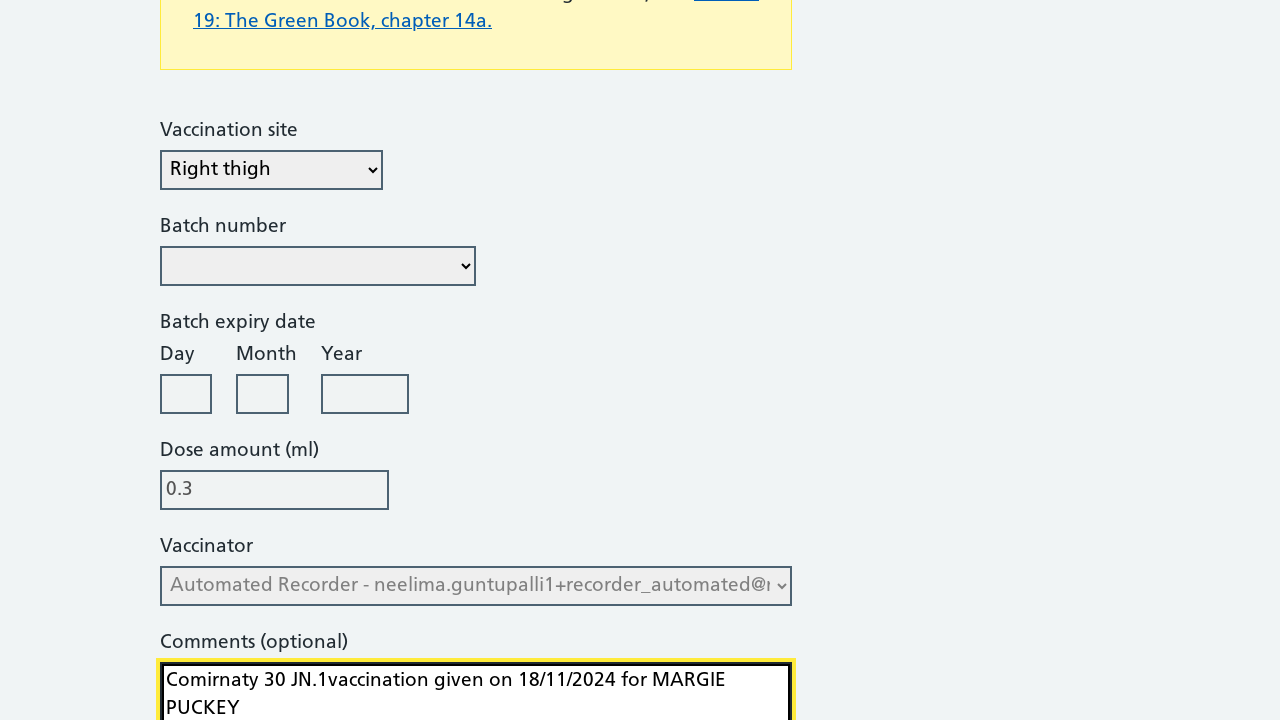 19: The Green Book, chapter 14a.
Vaccination site
Right thigh
Batch number
Batch expiry date
Day Month Year
Dose amount (ml)
0.3
Vaccinator
Automated Recorder - neelima.guntupalli1+recorder_automated@
Comments (optional)
Comirnaty 30 JN.1vaccination given on 18/11/2024 for MARGIE
PUCKEY